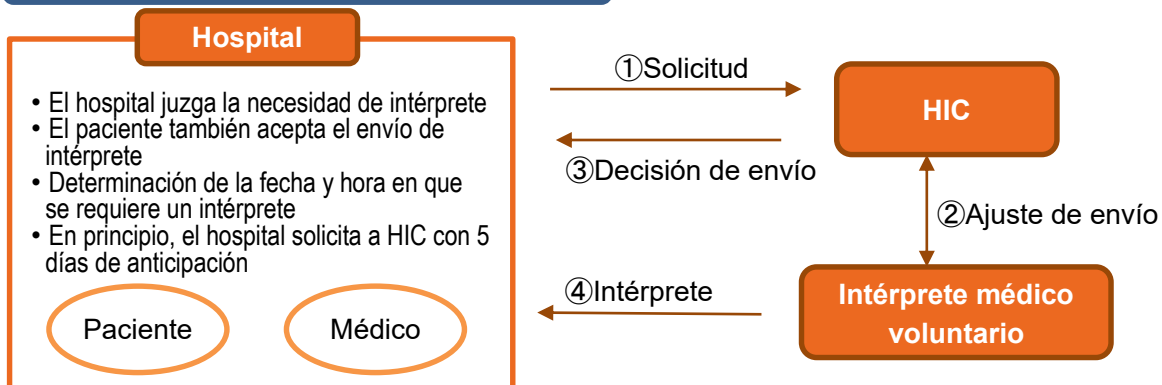 Hospital
• El hospital juzga la necesidad de intérprete
• El paciente también acepta el envío de
intérprete
• Determinación de la fecha y hora en que
se requiere un intérprete
• En principio, el hospital solicita a HIC con 5
días de anticipación
Paciente
Médico
①Solicitud
③Decisión de envío
④Intérprete
HIC
②Ajuste de envío
Intérprete médico
voluntario